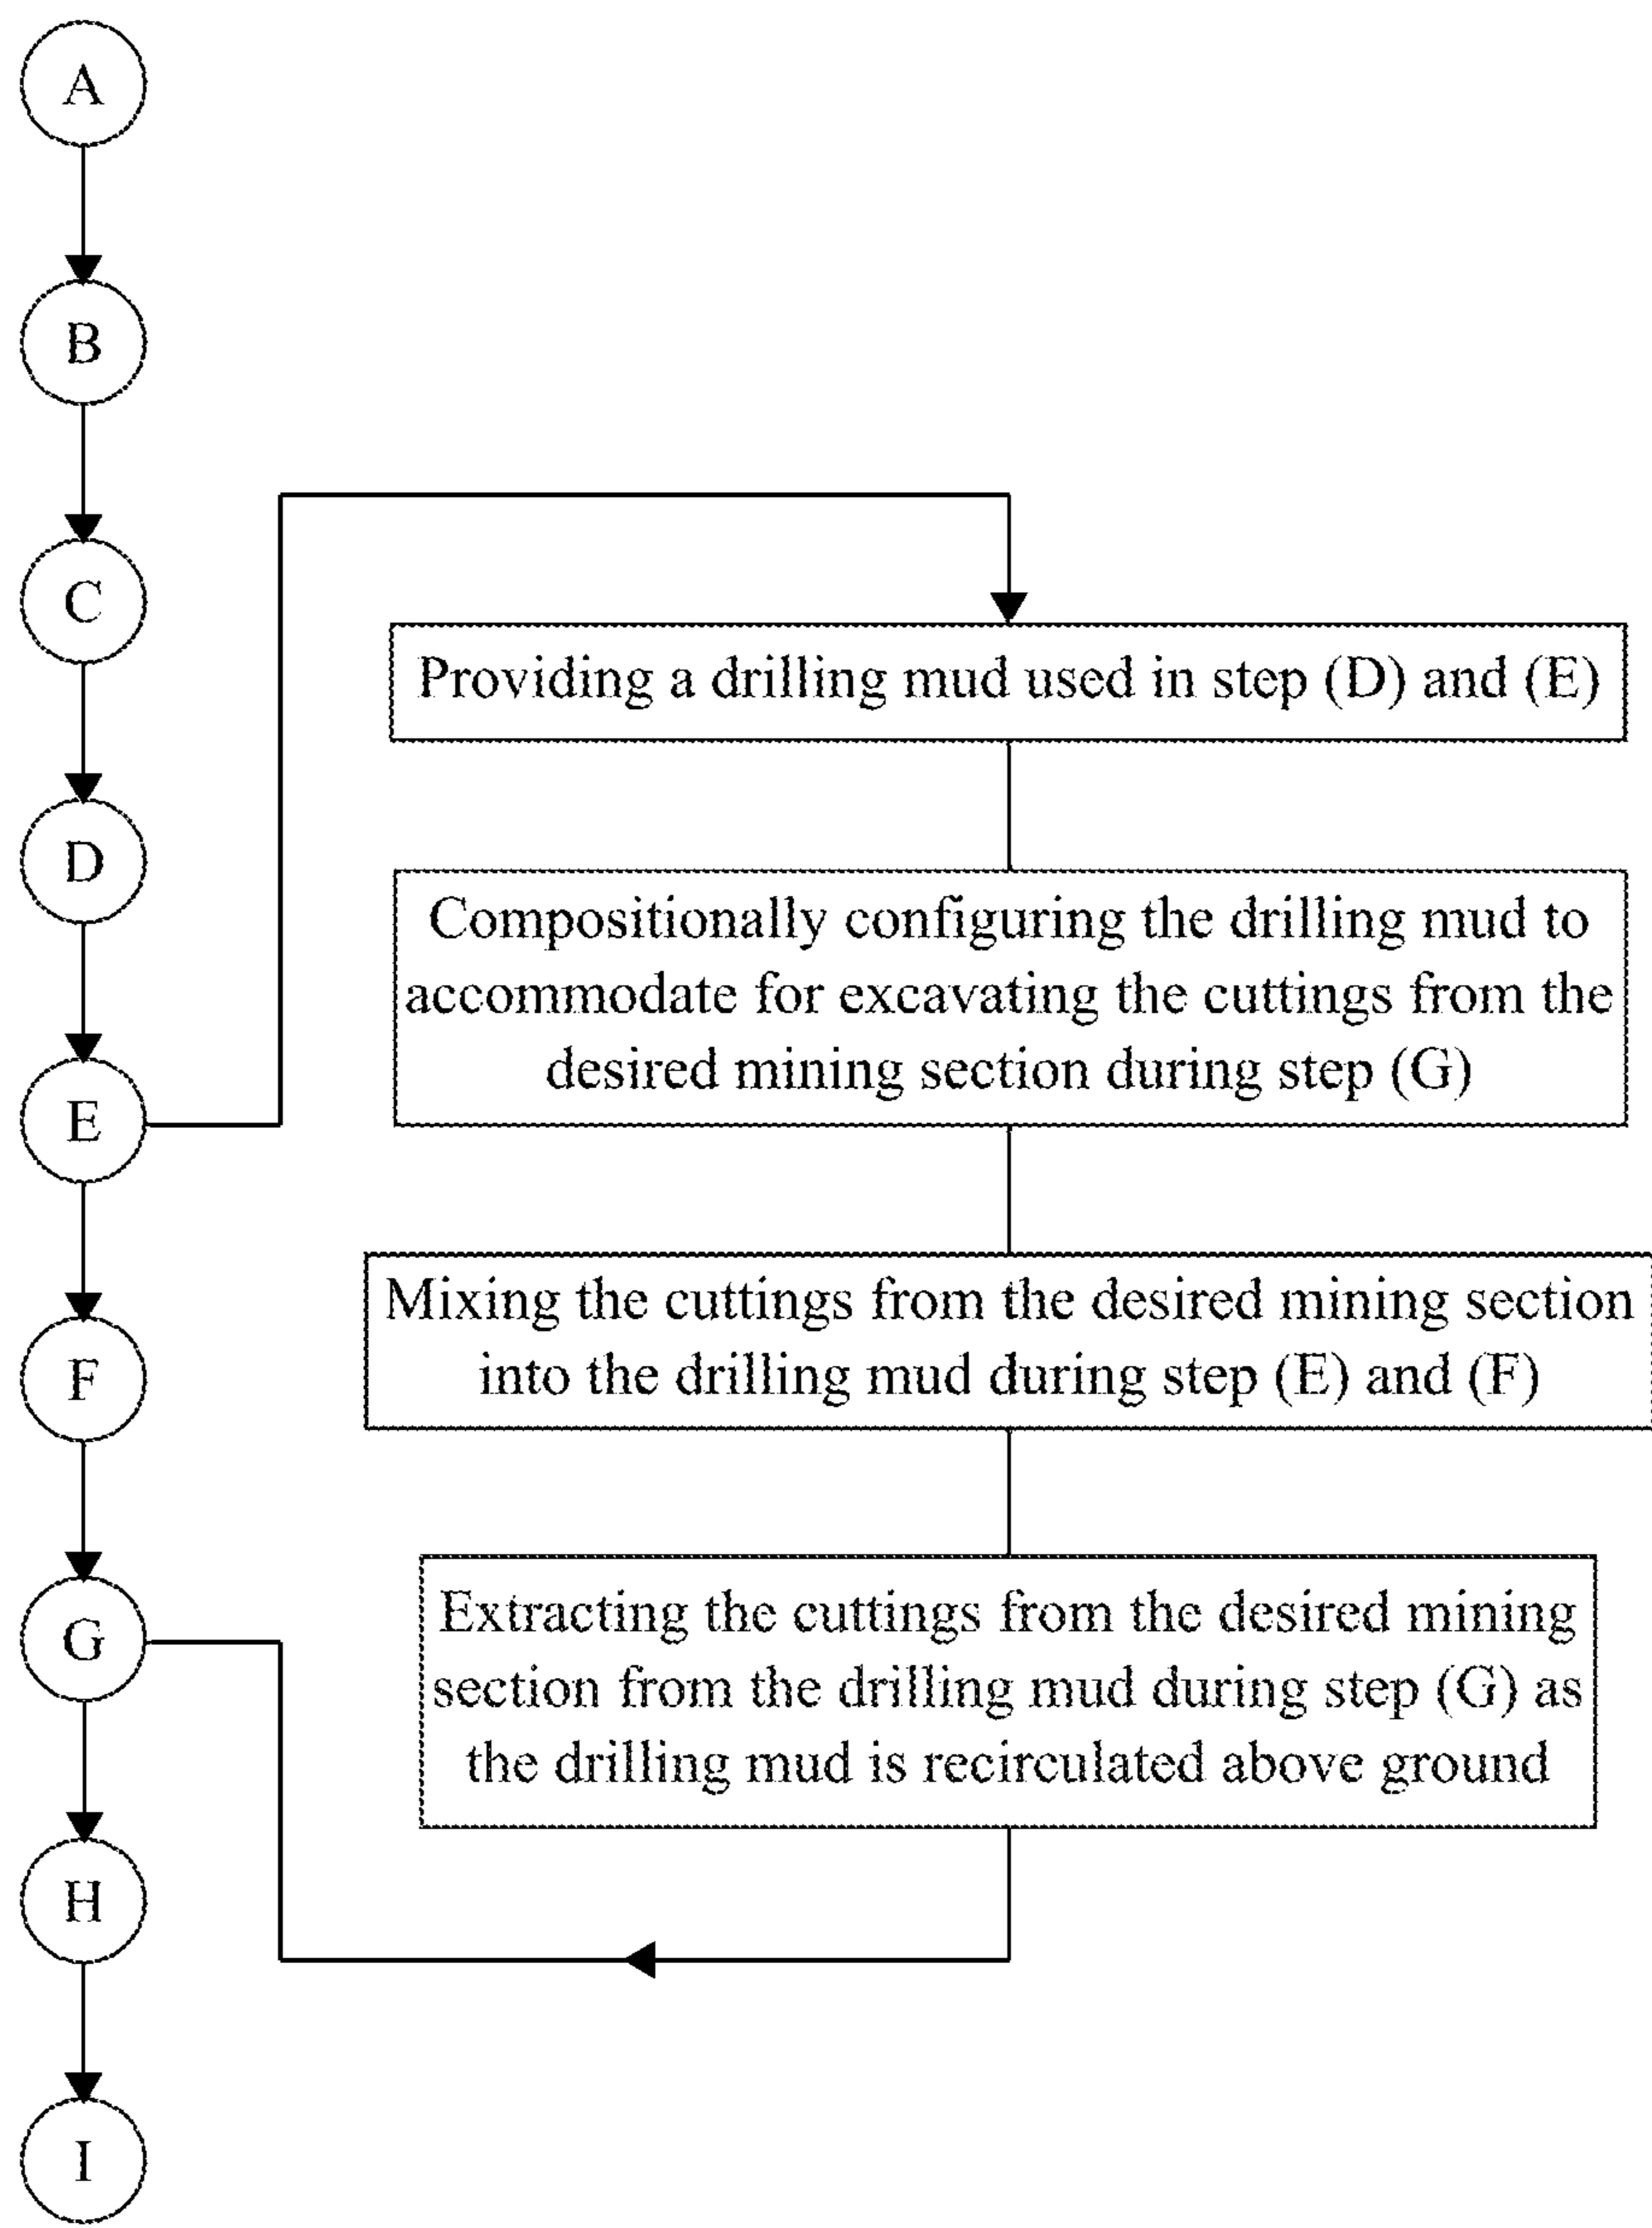 A
B
C
D
E
F
G
H
I
Providing a drilling mud used in step (D) and (E)
Compositionally configuring the drilling mud to
accommodate for excavating the cuttings from the
desired mining section during step (G)
Mixing the cuttings from the desired mining section
into the drilling mud during step (E) and (F)
Extracting the cuttings from the desired mining
section from the drilling mud during step (G) as
the drilling mud is recirculated above ground